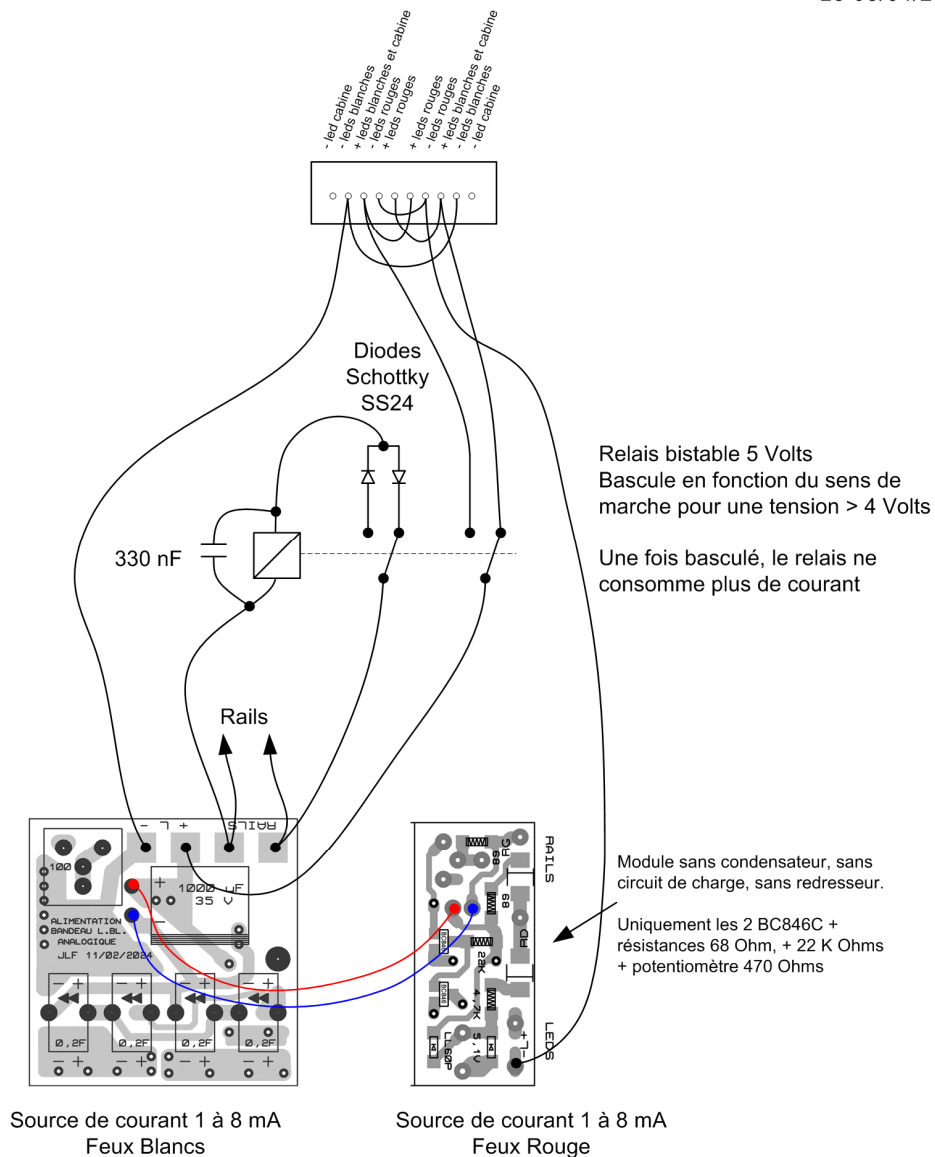 - led cabine
- leds blanches
+ leds blanches et cabine
- leds rouges
+ leds rouges
+ leds rouges
- leds rouges
+ leds blanches et cabine
- leds blanches
- led cabine
Diodes
Schottky
SS24
Relais bistable 5 Volts
Bascule en fonction du sens de
marche pour une tension > 4 Volts
330 nF
Une fois basculé, le relais ne
consomme plus de courant
Rails
- L + RAILS
100
1000 uF
35 V
+
-
ALIMENTATION
BANDEAU L.BL.
ANALOGIQUE
JLF 11/02/2024
- + - + - + - +
0,2F 0,2F 0,2F 0,2F
- + - + - + - +
RAILS
RG
68
68
RD
BC846
22K
BC846
4,7K
LL60P
5,1V
-L+
LEDS
Module sans condensateur, sans
circuit de charge, sans redresseur.
Uniquement les 2 BC846C +
résistances 68 Ohm, + 22 K Ohms
+ potentiomètre 470 Ohms
Source de courant 1 à 8 mA
Feux Blancs
Source de courant 1 à 8 mA
Feux Rouge